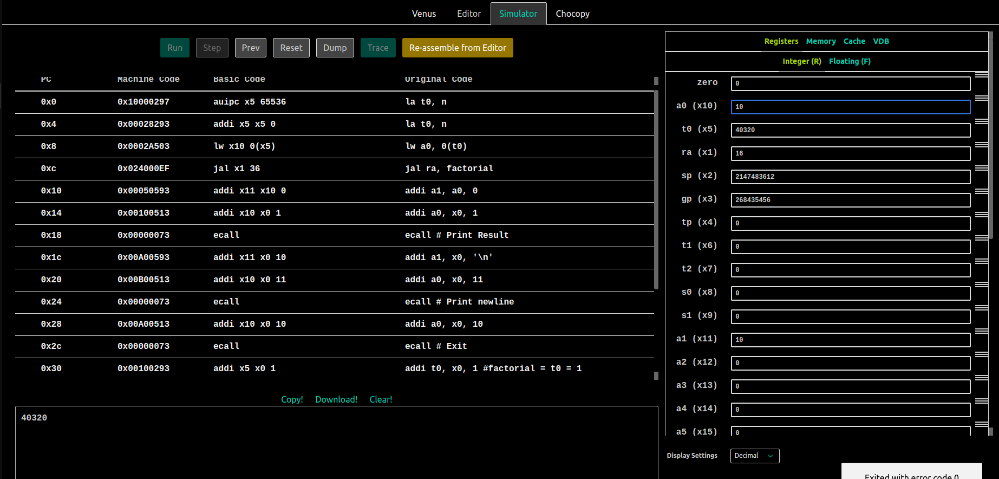 Venus Editor Simulator Chocopy
Run Step Prev Reset Dump Trace Re-assemble from Editor
PC Machine Code Basic Code Original Code
0x0 0x10000297 auipc x5 65536 la t0, n
0x4 0x00028293 addi x5 x5 0 la t0, n
0x8 0x0002A503 lw x10 0(x5) lw a0, 0(t0)
0xc 0x024000EF jal x1 36 jal ra, factorial
0x10 0x00050593 addi x11 x10 0 addi a1, a0, 0
0x14 0x00100513 addi x10 x0 1 addi a0, x0, 1
0x18 0x00000073 ecall ecall # Print Result
0x1c 0x00A00593 addi x11 x0 10 addi a1, x0, '\n'
0x20 0x00B00513 addi x10 x0 11 addi a0, x0, 11
0x24 0x00000073 ecall ecall # Print newline
0x28 0x00A00513 addi x10 x0 10 addi a0, x0, 10
0x2c 0x00000073 ecall ecall # Exit
0x30 0x00100293 addi x5 x0 1 addi t0, x0, 1 #factorial = t0 = 1
Copy! Download! Clear!
40320
Registers Memory Cache VDB
Integer (R) Floating (F)
zero 0
a0 (x10) 10
t0 (x5) 40320
ra (x1) 16
sp (x2) 2147483612
gp (x3) 268435456
tp (x4) 0
t1 (x6) 0
t2 (x7) 0
s0 (x8) 0
s1 (x9) 0
a1 (x11) 10
a2 (x12) 0
a3 (x13) 0
a4 (x14) 0
a5 (x15) 0
Display Settings Decimal
Exited with error code 0